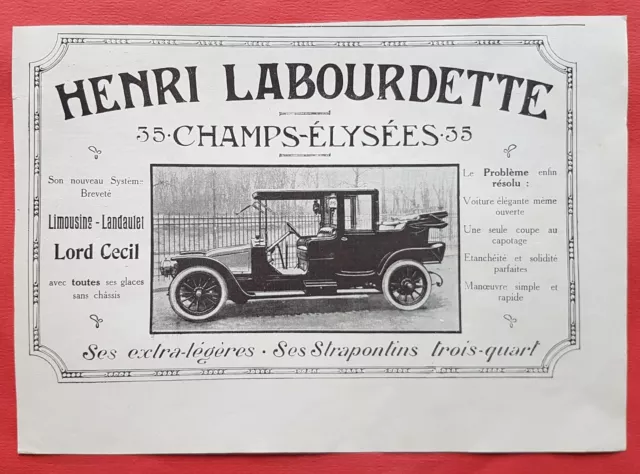 HENRI LABOURDETTE
35·CHAMPS-ÉLYSÉES·35
Son nouveau Système
Breveté
Limousine - Landaulet
Lord Cecil
avec toutes ses glaces
sans châssis
Le Problème enfin
résolu :
Voiture élégante même
ouverte
Une seule coupe au
capotage
Etanchéité et solidité
parfaites
Manœuvre simple et
rapide
Ses extra-légères · Ses Strapontins trois-quart